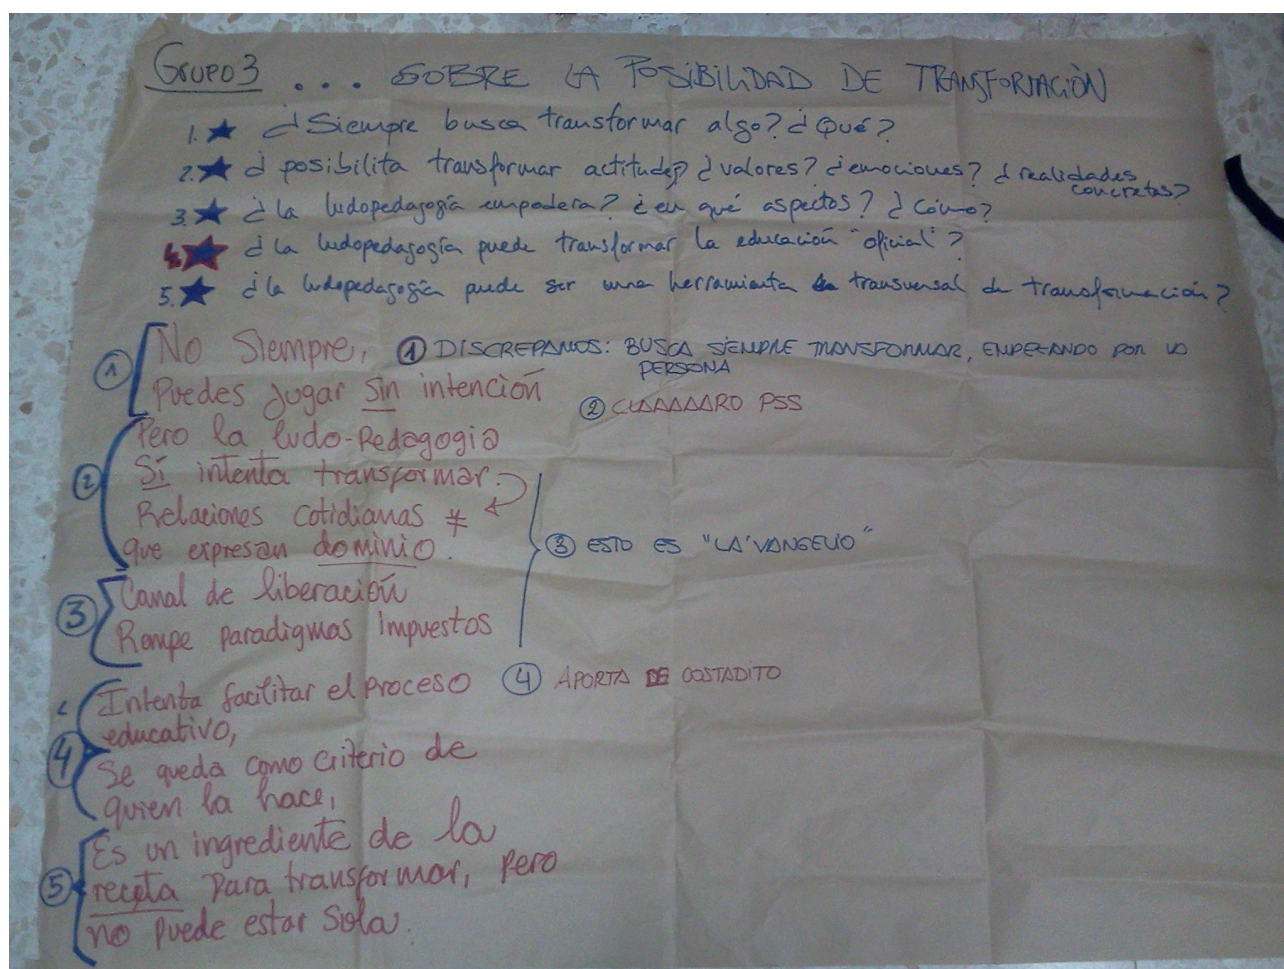 GRUPO 3 ... SOBRE LA POSIBILIDAD DE TRANSFORMACIÓN
1. ★ ¿Siempre busca transformar algo? ¿Qué?
2. ★ ¿posibilita transformar actitudes? ¿valores? ¿emociones? ¿realidades
concretas?
3. ★ ¿la ludopedagogía empodera? ¿en qué aspectos? ¿Cómo?
4. ★ ¿la ludopedagogía puede transformar la educación "oficial"?
5. ★ ¿la ludopedagogía puede ser una herramienta transversal de transformación?
① No Siempre,
Puedes Jugar Sin intención
① DISCREPAMOS: BUSCA SIEMPRE TRANSFORMAR, EMPEZANDO POR LA
PERSONA
② CLAAAAARO PSS
② Pero la ludo-Pedagogia
Sí intenta transformar.
Relaciones cotidianas *
que expresan dominio.
③ ESTO ES "LA'VANGELIO"
③ Canal de liberación
Rompe paradigmas impuestos
④ Intenta facilitar el proceso
educativo,
Se queda como criterio de
quien la hace,
④ APORTA DE COSTADITO
⑤ Es un ingrediente de la
receta para transformar, pero
no puede estar sola.